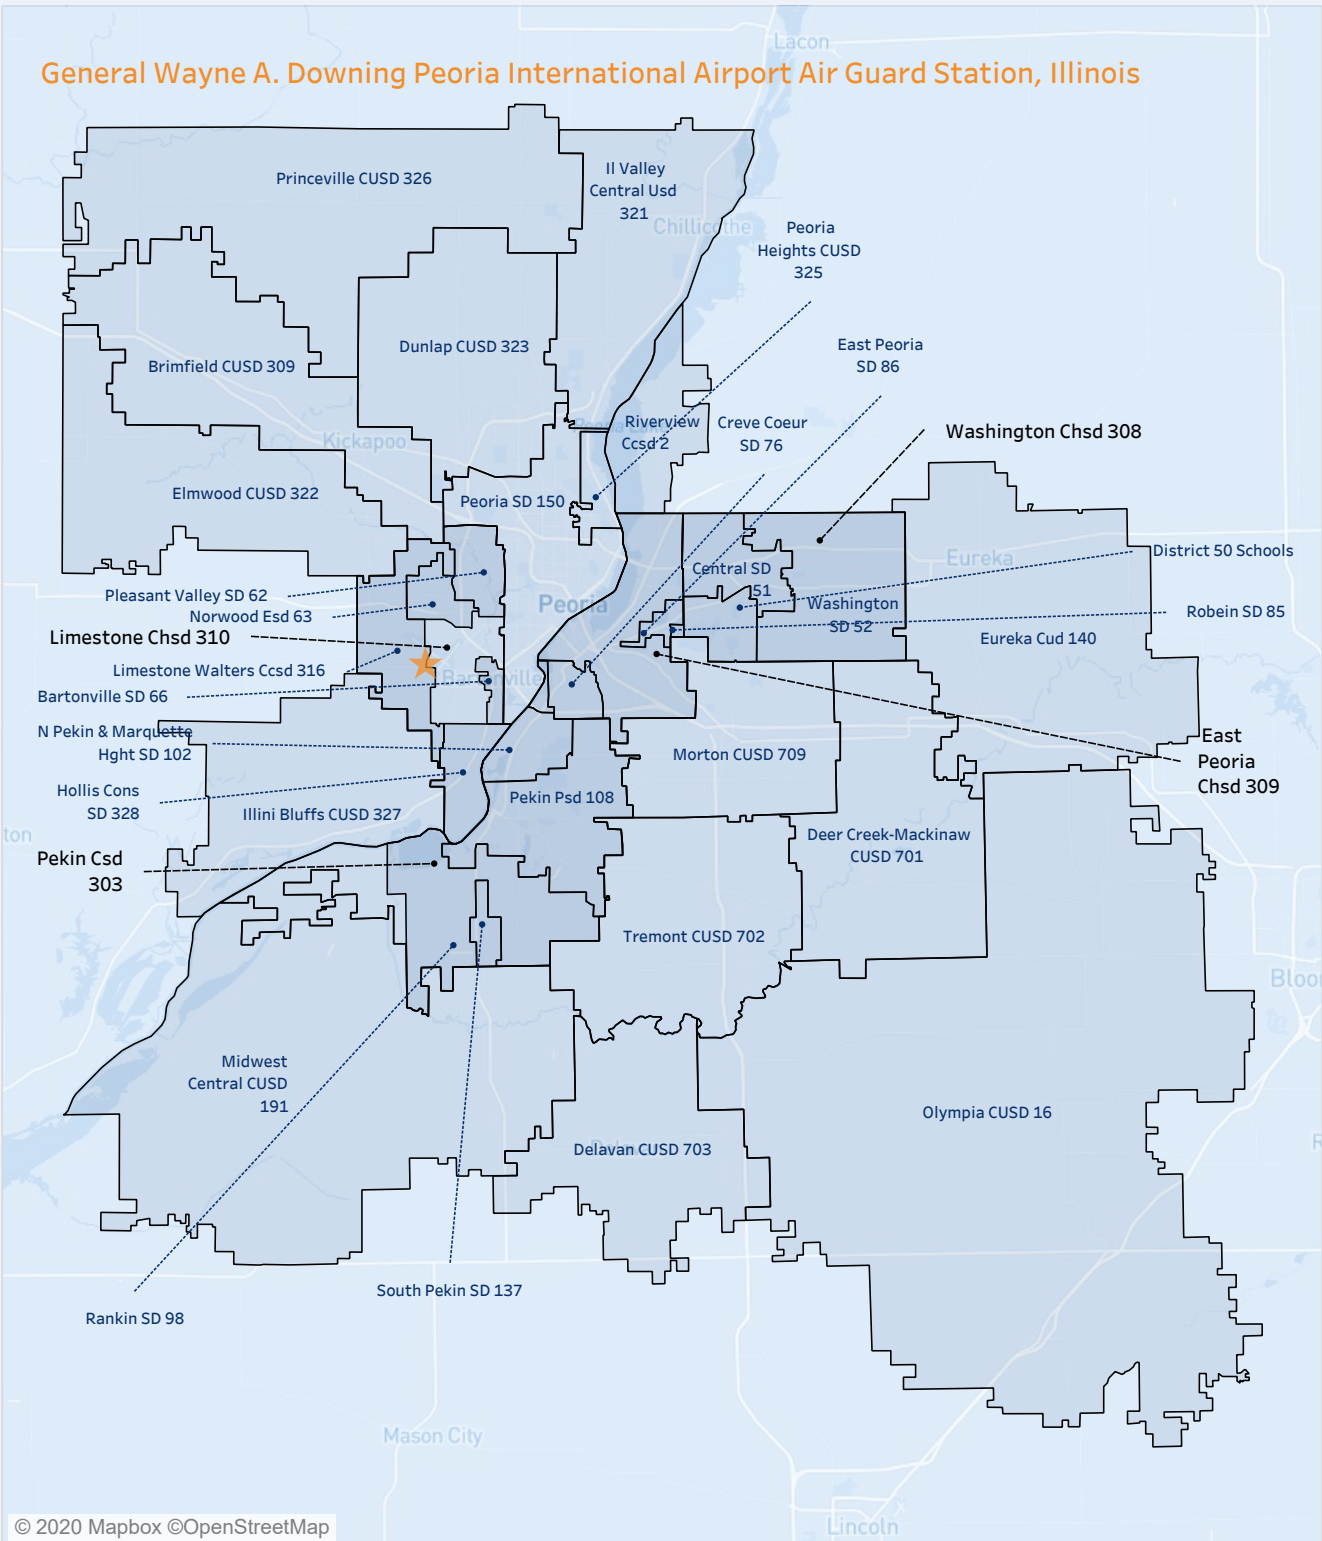 Lacon
General Wayne A. Downing Peoria International Airport Air Guard Station, Illinois
Princeville CUSD 326
Il Valley
Central Usd
321
Chillicothe
Peoria
Heights CUSD
325
Dunlap CUSD 323
Brimfield CUSD 309
East Peoria
SD 86
Kickapoo
Riverview
Ccsd 2
Creve Coeur
SD 76
Washington Chsd 308
Elmwood CUSD 322
Peoria SD 150
Eureka
District 50 Schools
Central SD
51
Pleasant Valley SD 62
Norwood Esd 63
Peoria
Washington
SD 52
Robein SD 85
Limestone Chsd 310
Eureka Cud 140
Limestone Walters Ccsd 316
Bartonville
Bartonville SD 66
N Pekin & Marquette
Hght SD 102
East
Peoria
Chsd 309
Morton CUSD 709
Hollis Cons
SD 328
Pekin Psd 108
Illini Bluffs CUSD 327
ton
Deer Creek-Mackinaw
CUSD 701
Pekin Csd
303
Tremont CUSD 702
Bloo
Midwest
Central CUSD
191
Olympia CUSD 16
Delavan CUSD 703
South Pekin SD 137
Rankin SD 98
Mason City
Lincoln
© 2020 Mapbox ©OpenStreetMap